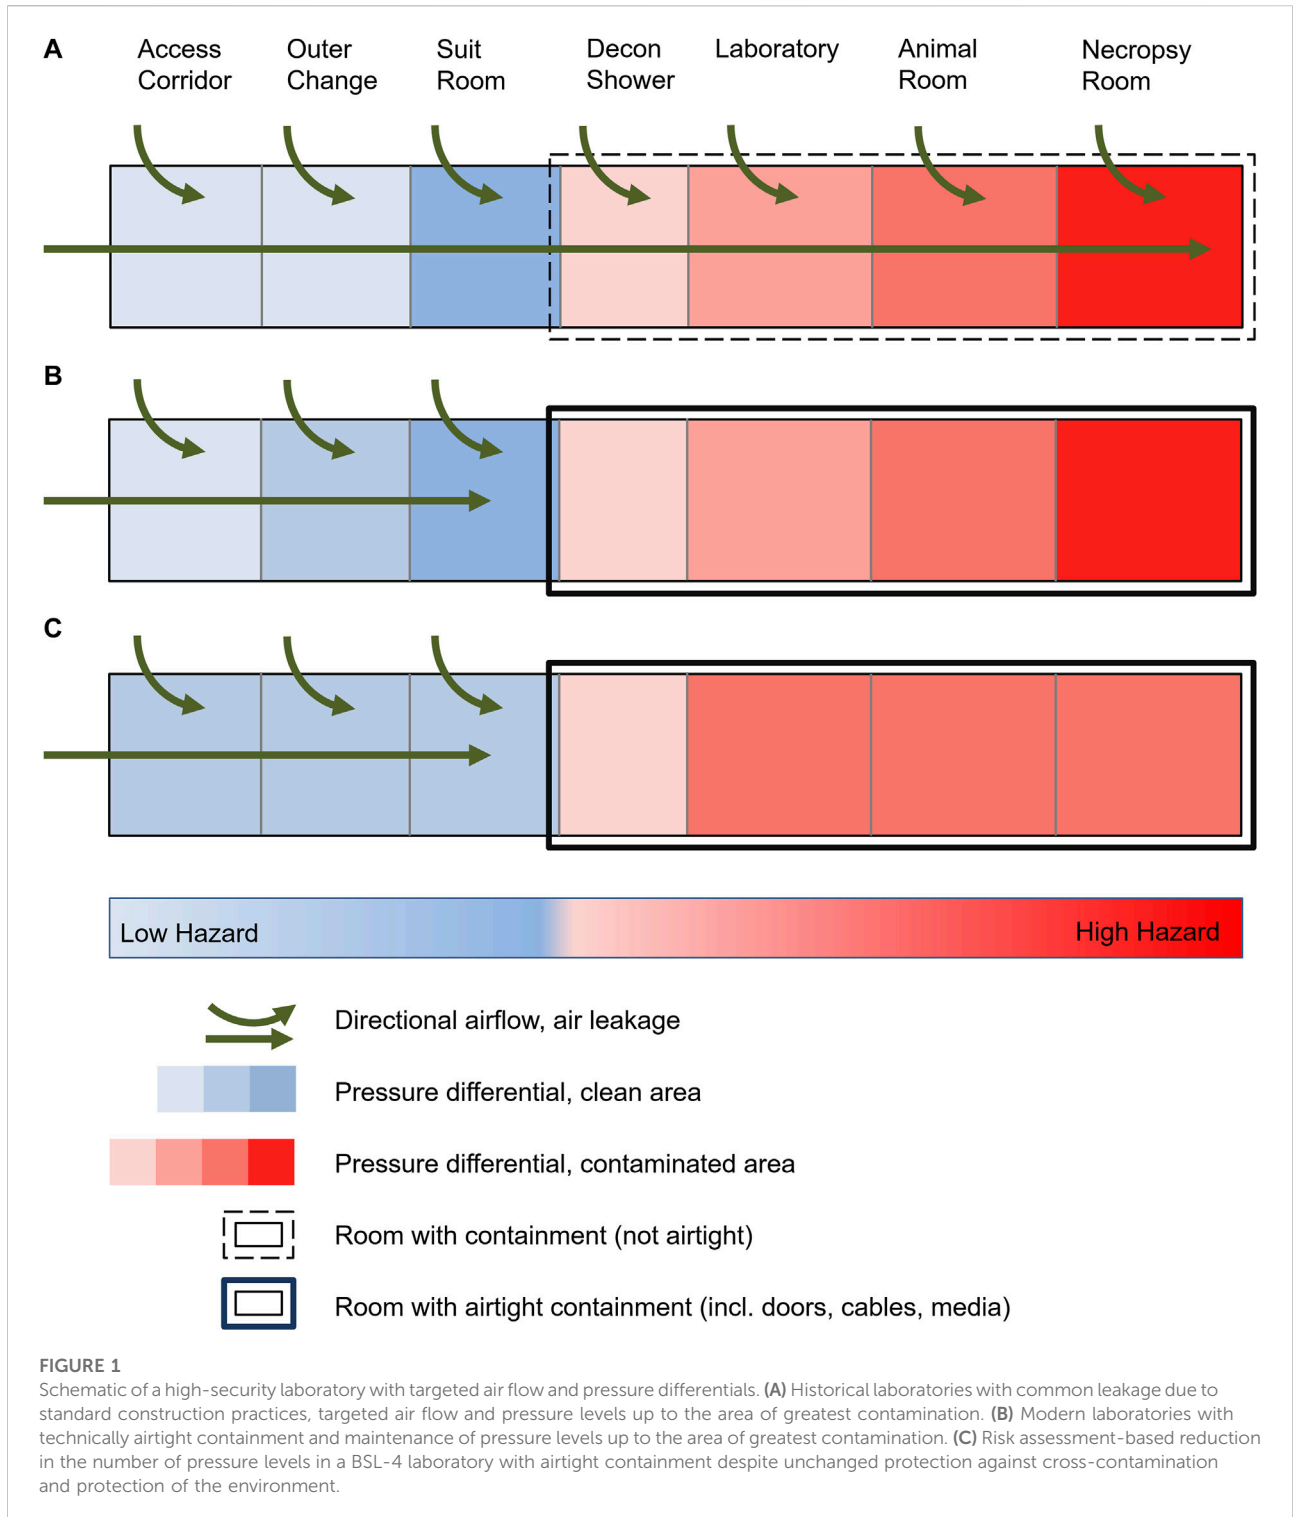 A
Access
Corridor
Outer
Change
Suit
Room
Decon
Shower
Laboratory
Animal
Room
Necropsy
Room
B
C
Low Hazard
High Hazard
Directional airflow, air leakage
Pressure differential, clean area
Pressure differential, contaminated area
Room with containment (not airtight)
Room with airtight containment (incl. doors, cables, media)
FIGURE 1
Schematic of a high-security laboratory with targeted air flow and pressure differentials. (A) Historical laboratories with common leakage due to
standard construction practices, targeted air flow and pressure levels up to the area of greatest contamination. (B) Modern laboratories with
technically airtight containment and maintenance of pressure levels up to the area of greatest contamination. (C) Risk assessment-based reduction
in the number of pressure levels in a BSL-4 laboratory with airtight containment despite unchanged protection against cross-contamination
and protection of the environment.